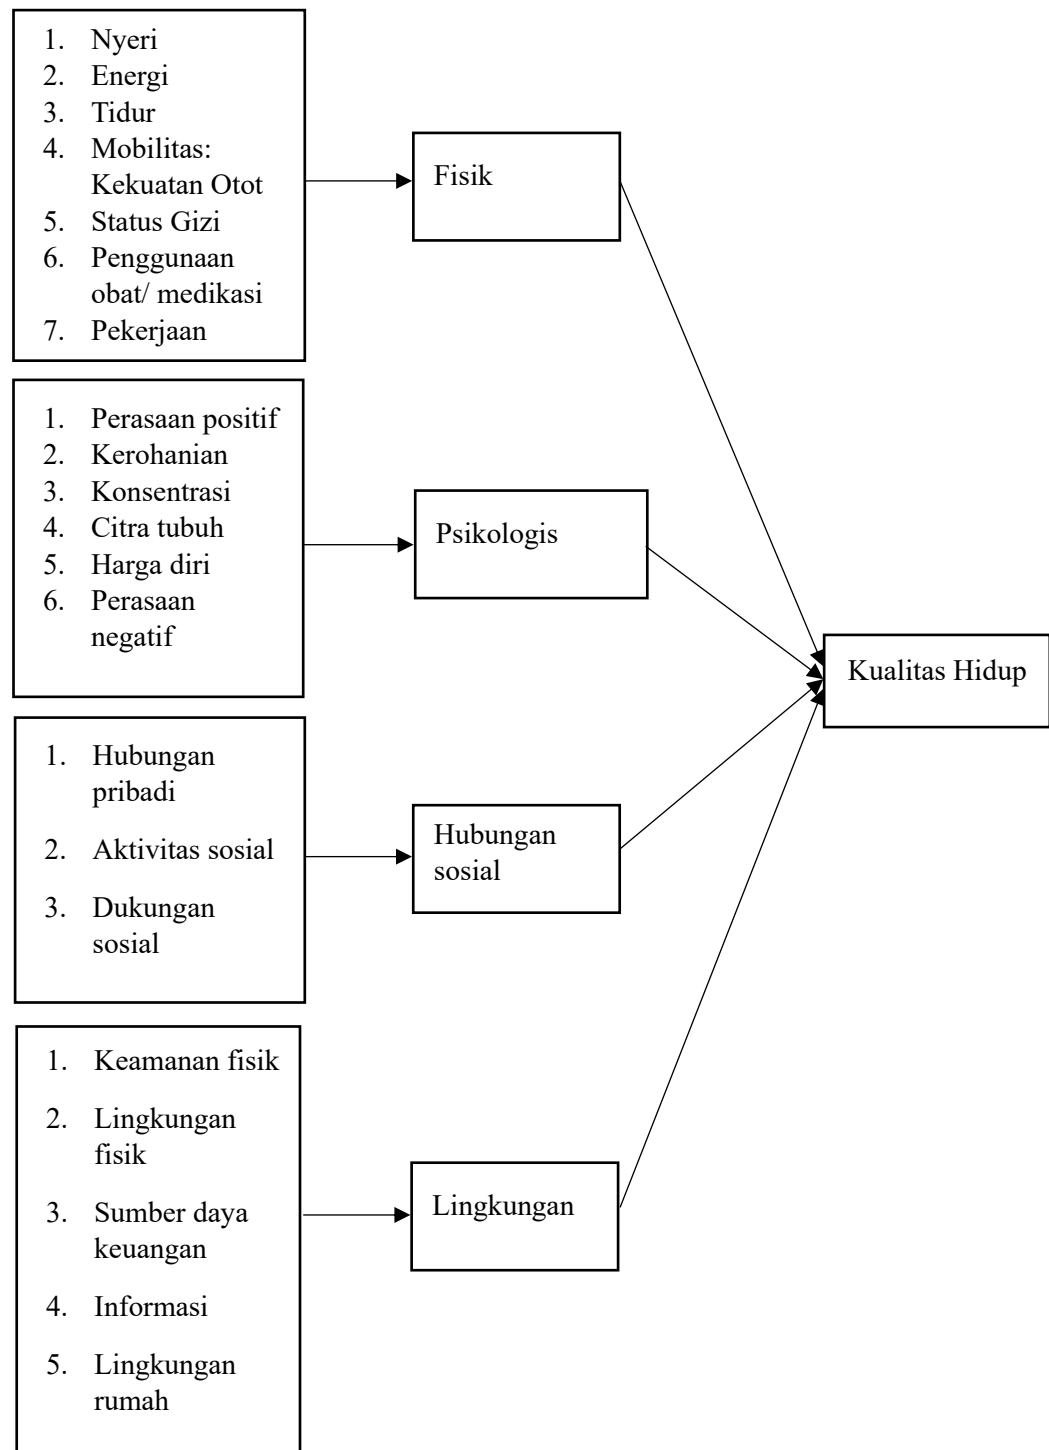 1. Nyeri
2. Energi
3. Tidur
4. Mobilitas:
Kekuatan Otot
5. Status Gizi
6. Penggunaan
obat/ medikasi
7. Pekerjaan
Fisik
1. Perasaan positif
2. Kerohanian
3. Konsentrasi
4. Citra tubuh
5. Harga diri
6. Perasaan
negatif
Psikologis
Kualitas Hidup
1. Hubungan
pribadi
2. Aktivitas sosial
3. Dukungan
sosial
Hubungan
sosial
1. Keamanan fisik
2. Lingkungan
fisik
3. Sumber daya
keuangan
4. Informasi
5. Lingkungan
rumah
Lingkungan